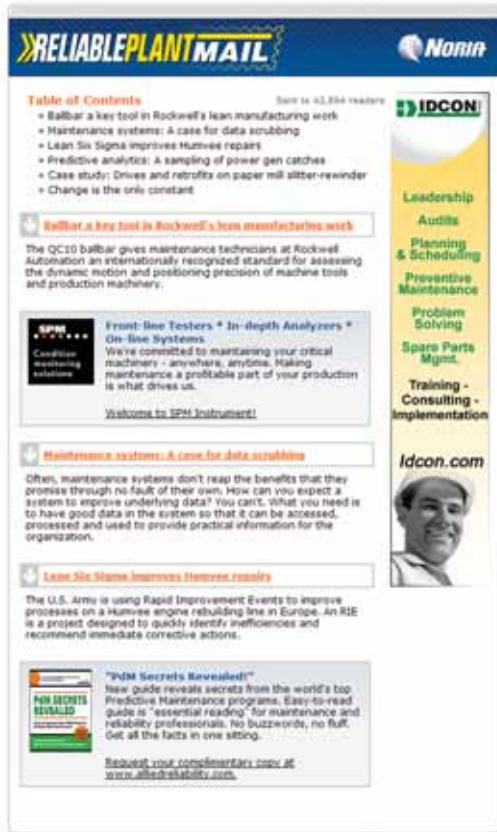 RELIABLEPLANTMAIL
NORIA
Table of Contents
Sent to readers
» Ballbar a key tool in Rockwell's lean manufacturing work
» Maintenance systems: A case for data scrubbing
» Lean Six Sigma improves Humvee repairs
» Predictive analytics: A sampling of power gen catches
» Case study: Drives and retrofits on paper mill slitter-rewinder
» Change is the only constant
Ballbar a key tool in Rockwell's lean manufacturing work
The QC10 ballbar gives maintenance technicians at Rockwell
Automation an internationally recognized standard for assessing
the dynamic motion and positioning precision of machine tools
and production machinery.
SPM
Condition
monitoring
solutions
Front-line Testers * In-depth Analyzers *
On-line Systems
We've committed to maintaining your critical
machinery - anywhere, anytime. Making
maintenance a profitable part of your production
is what drives us.
Welcome to SPM Instrument!
Maintenance systems: A case for data scrubbing
Often, maintenance systems don't reap the benefits that they
promise through no fault of their own. How can you expect a
system to improve underlying data? You can't. What you need is
to have good data in the system so that it can be accessed,
processed and used to provide practical information for the
organization.
Lean Six Sigma improves Humvee repairs
The U.S. Army is using Rapid Improvement Events to improve
processes on a Humvee engine rebuilding line in Europe. An RIE
is a project designed to quickly identify inefficiencies and
recommend immediate corrective actions.
PdM SECRETS
REVEALED
"PdM Secrets Revealed!"
New guide reveals secrets from the world's top
Predictive Maintenance programs. Easy-to-read
guide is "essential reading" for maintenance and
reliability professionals. No buzzwords, no fluff.
Get all the facts in one sitting.
Request your complimentary copy at
www.alliedreliability.com.
IDCON
Leadership
Audits
Planning
& Scheduling
Preventive
Maintenance
Problem
Solving
Spare Parts
Mgmt.
Training -
Consulting -
Implementation
Idcon.com